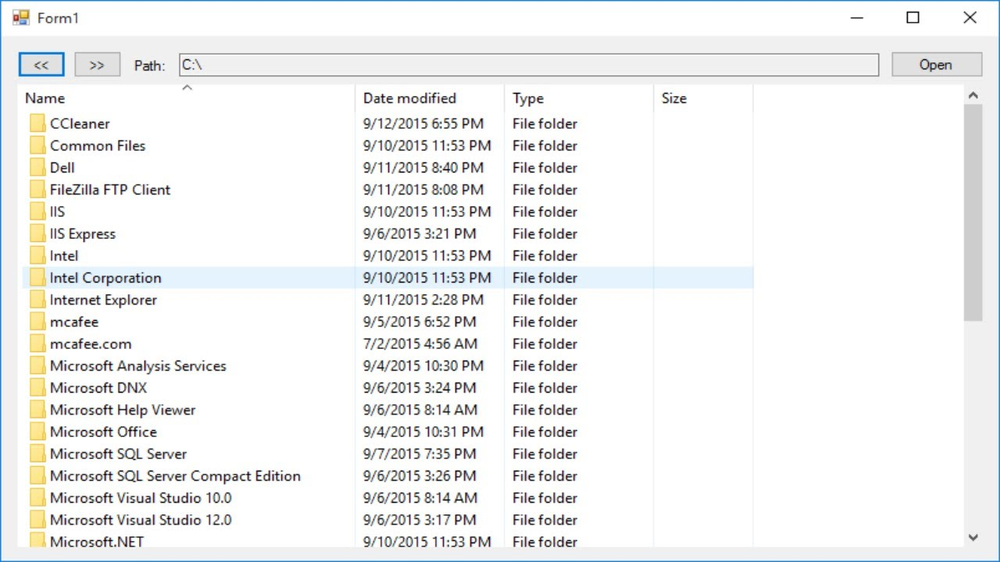 Form1
<< >> Path: C:\ Open
Name Date modified Type Size
CCleaner 9/12/2015 6:55 PM File folder
Common Files 9/10/2015 11:53 PM File folder
Dell 9/11/2015 8:40 PM File folder
FileZilla FTP Client 9/11/2015 8:08 PM File folder
IIS 9/10/2015 11:53 PM File folder
IIS Express 9/6/2015 3:21 PM File folder
Intel 9/10/2015 11:53 PM File folder
Intel Corporation 9/10/2015 11:53 PM File folder
Internet Explorer 9/11/2015 2:28 PM File folder
mcafee 9/5/2015 6:52 PM File folder
mcafee.com 7/2/2015 4:56 AM File folder
Microsoft Analysis Services 9/4/2015 10:30 PM File folder
Microsoft DNX 9/6/2015 3:24 PM File folder
Microsoft Help Viewer 9/6/2015 8:14 AM File folder
Microsoft Office 9/4/2015 10:31 PM File folder
Microsoft SQL Server 9/7/2015 7:35 PM File folder
Microsoft SQL Server Compact Edition 9/6/2015 3:26 PM File folder
Microsoft Visual Studio 10.0 9/6/2015 8:14 AM File folder
Microsoft Visual Studio 12.0 9/6/2015 3:17 PM File folder
Microsoft.NET 9/10/2015 11:53 PM File folder